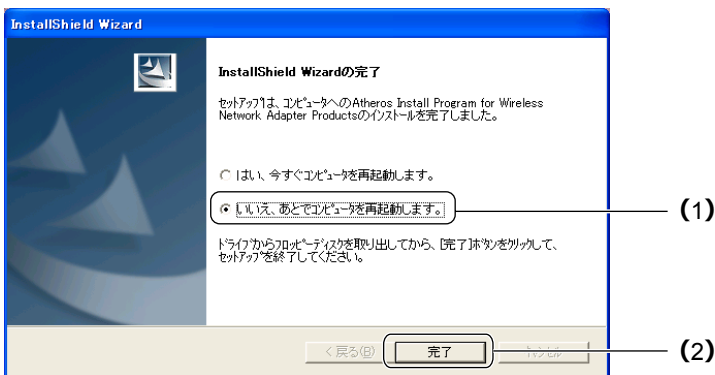 InstallShield Wizard
InstallShield Wizardの完了
セットアップは、コンピュータへのAtheros Install Program for Wireless
Network Adapter Productsのインストールを完了しました。
はい、今すぐコンピュータを再起動します。
いいえ、あとでコンピュータを再起動します。
(1)
ドライブからフロッピーディスクを取り出してから、[完了]ボタンをクリックして、
セットアップを終了してください。
< 戻る(B)
完了
キャンセル
(2)